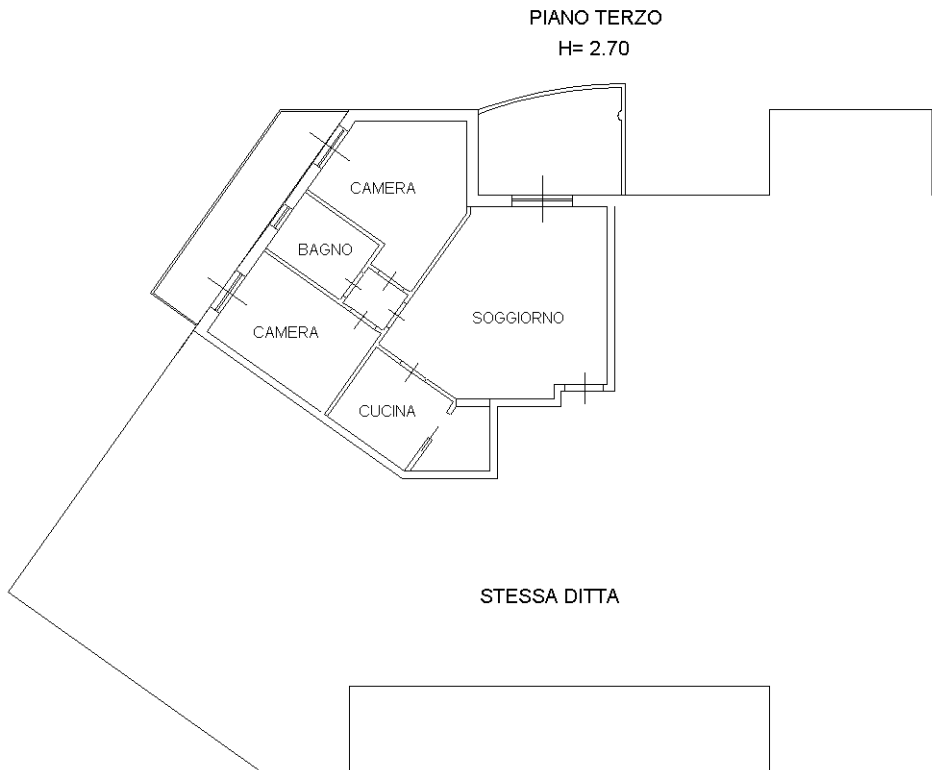 PIANO TERZO
H= 2.70
CAMERA
BAGNO
CAMERA
SOGGIORNO
CUCINA
STESSA DITTA